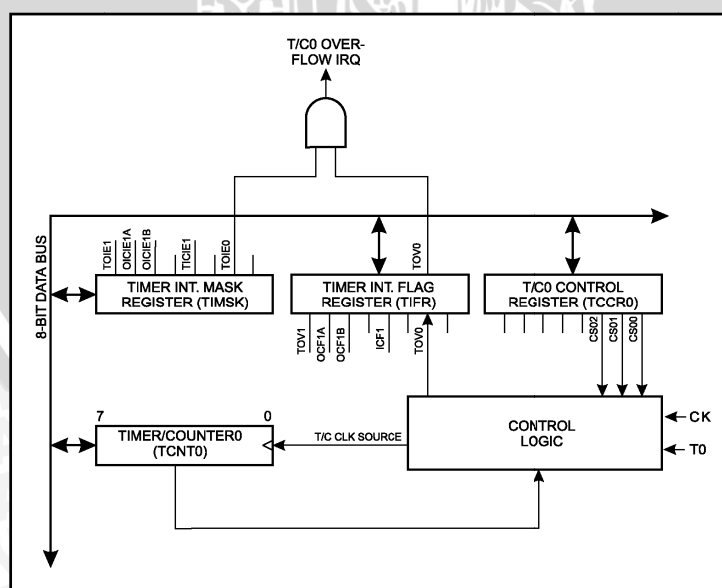 T/C0 OVER-
FLOW IRQ
8-BIT DATA BUS
TOIE1
OICIE1A
OICIE1B
TICIE1
TOIE0
TOV0
TIMER INT. MASK
REGISTER (TIMSK)
TIMER INT. FLAG
REGISTER (TIFR)
T/C0 CONTROL
REGISTER (TCCR0)
TOV1
OCF1A
OCF1B
ICF1
TOV0
CS02
CS01
CS00
7
0
TIMER/COUNTER0
(TCNT0)
T/C CLK SOURCE
CONTROL
LOGIC
CK
T0